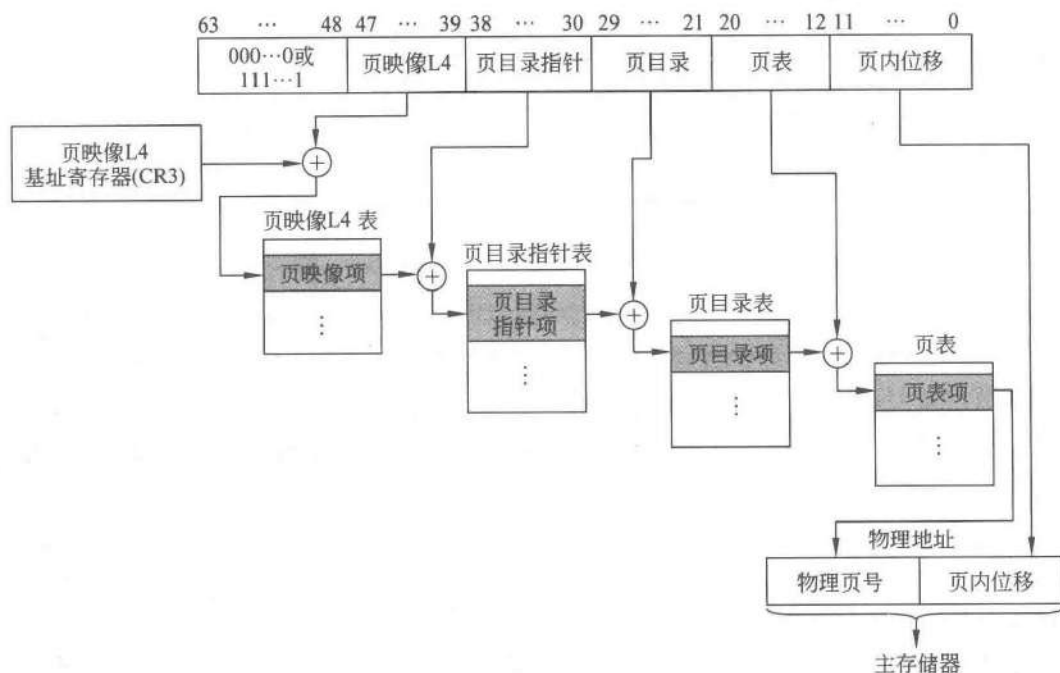 63 … 48 47 … 39 38 … 30 29 … 21 20 … 12 11 … 0
000…0或
111…1
页映像L4
页目录指针
页目录
页表
页内位移
页映像L4
基址寄存器(CR3)
+
页映像L4 表
页映像项
⋮
+
页目录指针表
页目录
指针项
⋮
+
页目录表
页目录项
⋮
+
页表
页表项
⋮
物理地址
物理页号
页内位移
主存储器